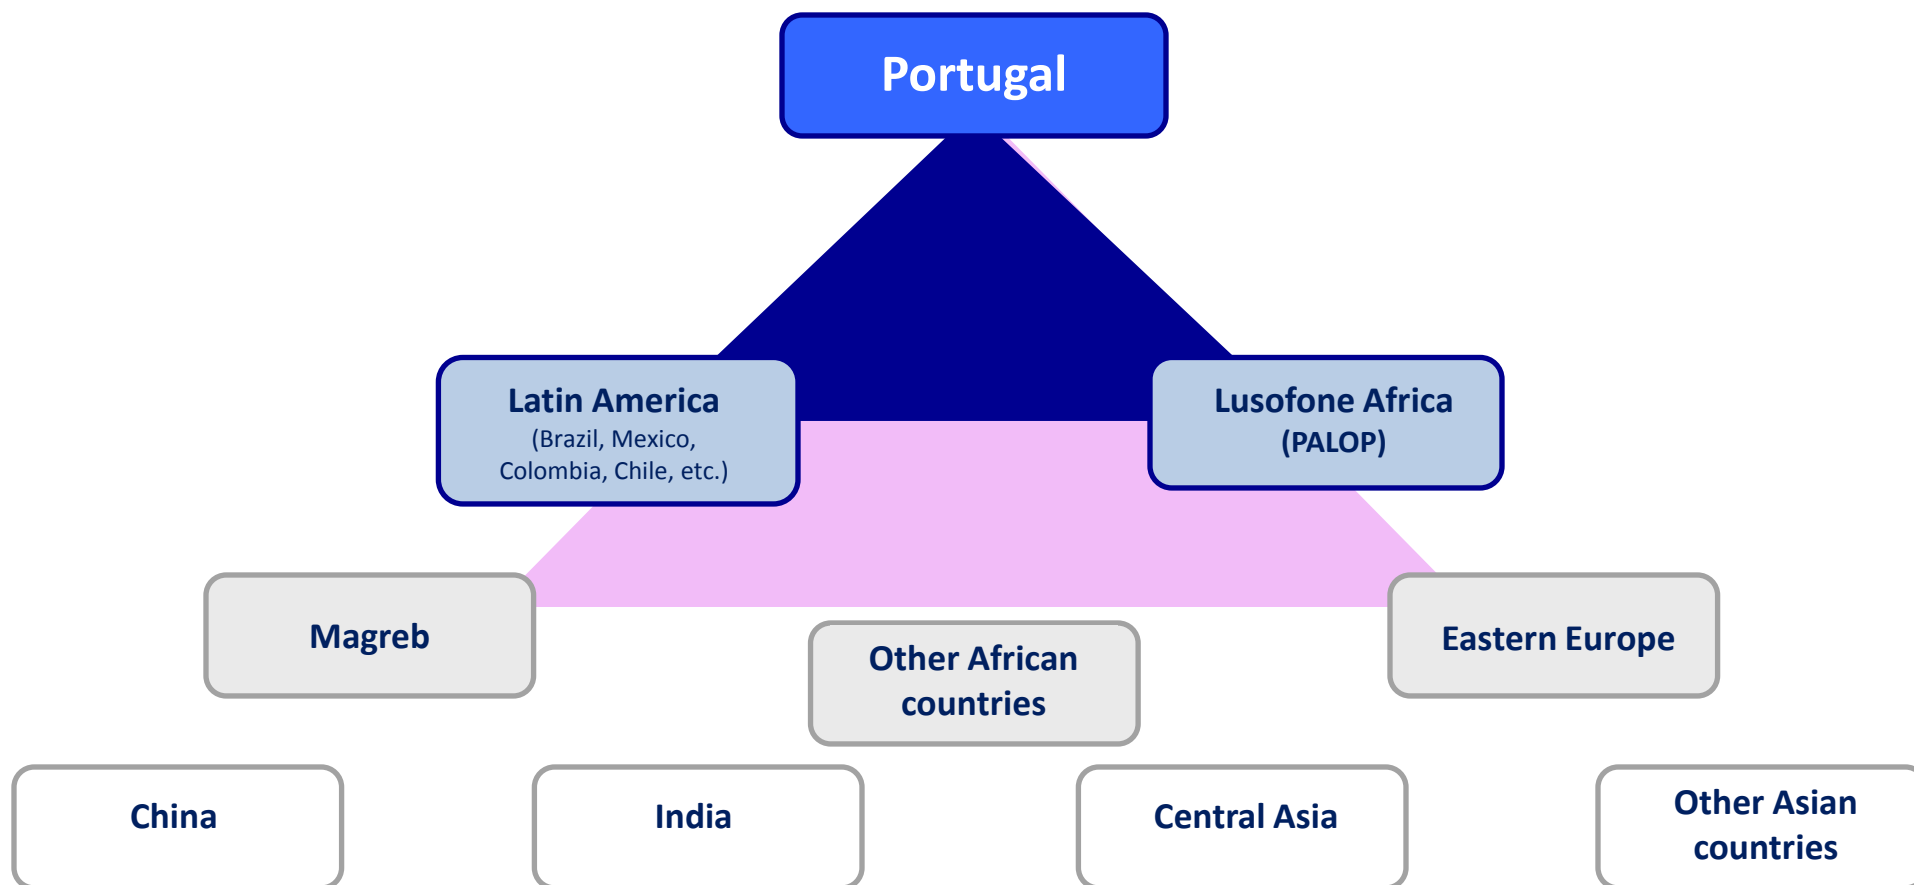 Portugal
Latin America
(Brazil, Mexico,
Colombia, Chile, etc.)
Lusofone Africa
(PALOP)
Magreb
Other African
countries
Eastern Europe
China
India
Central Asia
Other Asian
countries